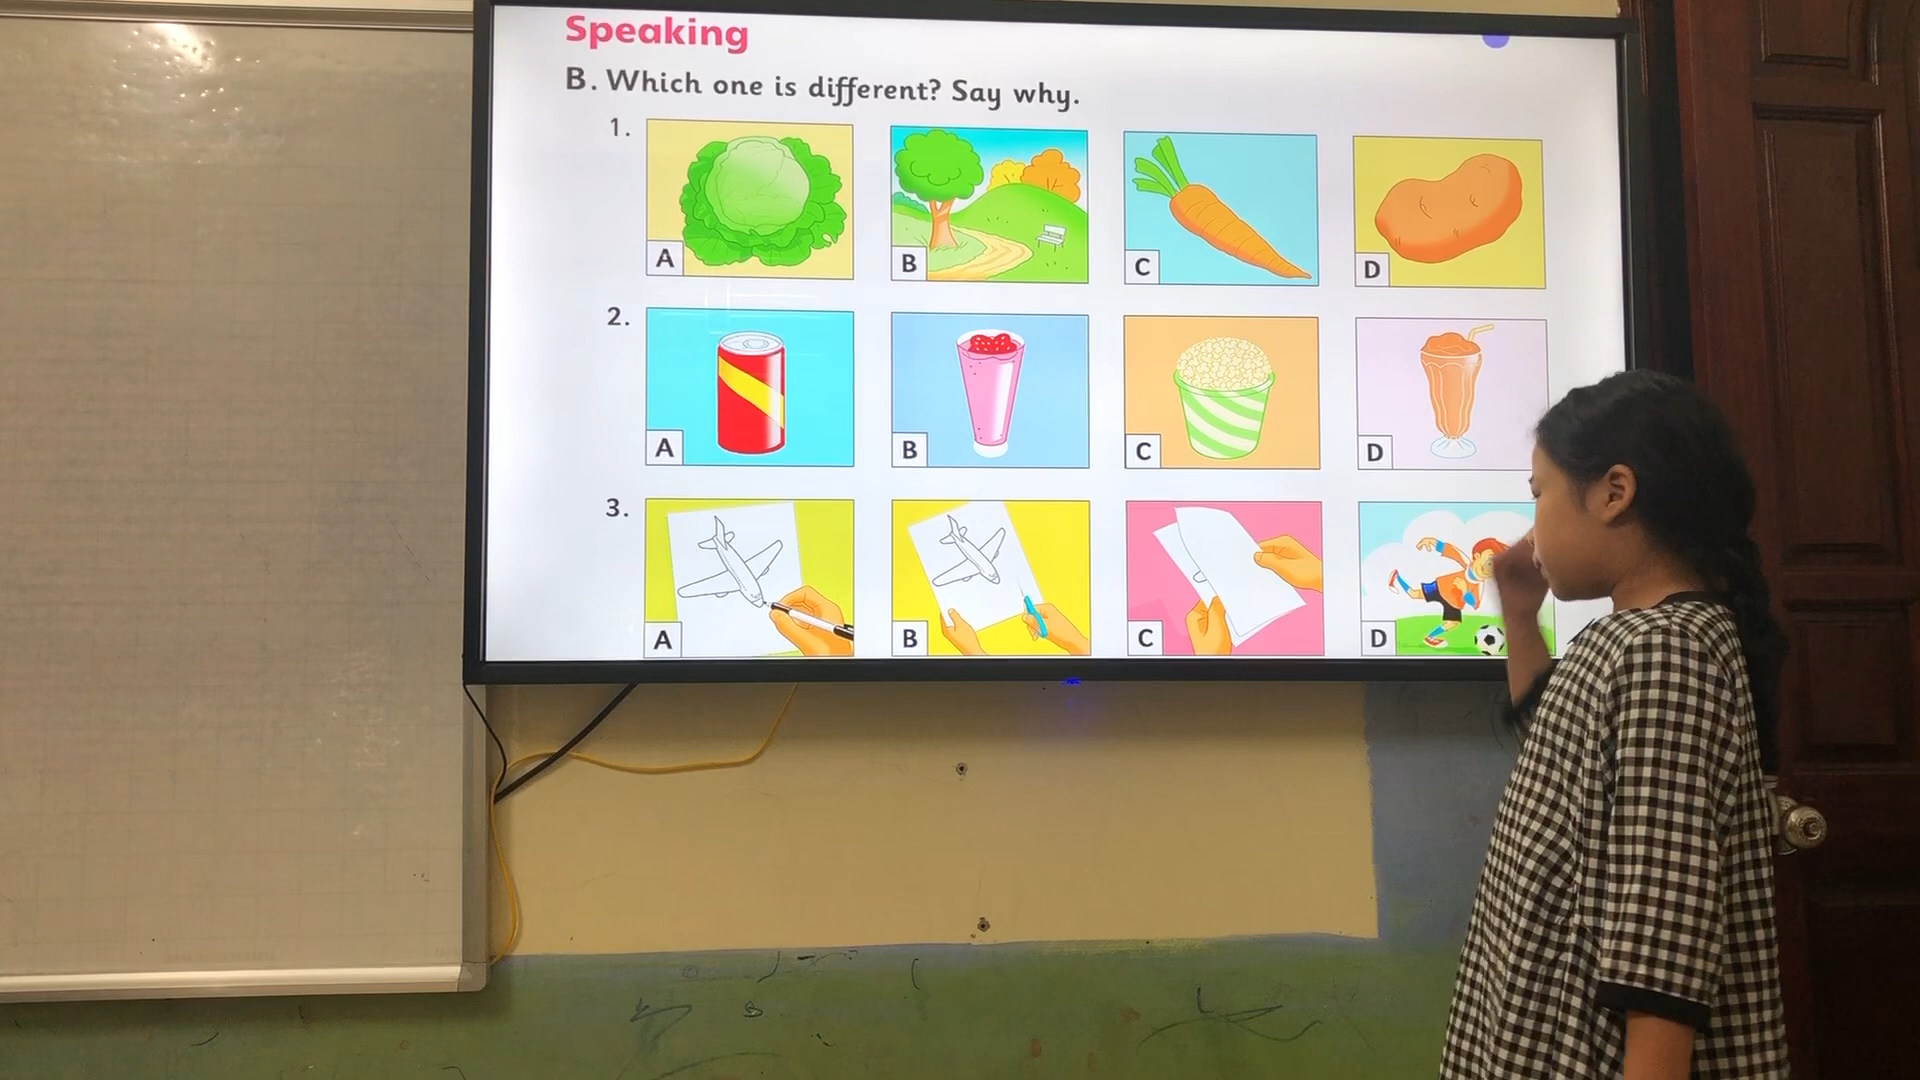 Speaking
B. Which one is different? Say why.
1.
A
B
C
D
2.
A
B
C
D
3.
A
B
C
D